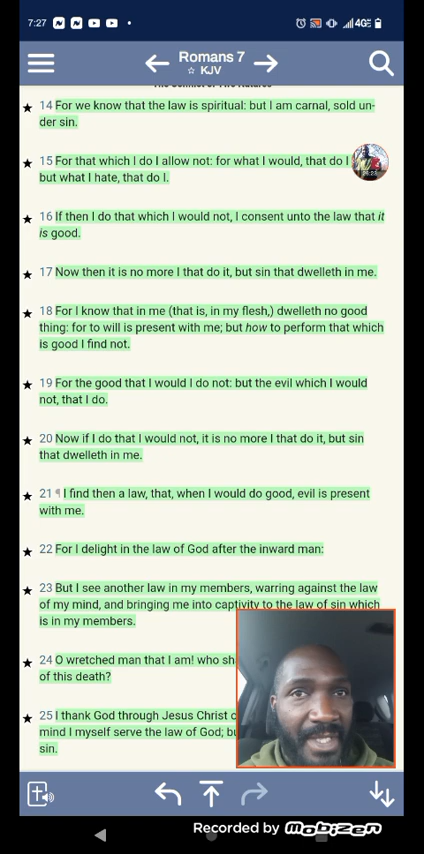 7:27
4G
Romans 7
KJV
14 For we know that the law is spiritual: but I am carnal, sold un-
der sin.
15 For that which I do I allow not: for what I would, that do I
but what I hate, that do I.
16 If then I do that which I would not, I consent unto the law that it
is good.
17 Now then it is no more I that do it, but sin that dwelleth in me.
18 For I know that in me (that is, in my flesh,) dwelleth no good
thing: for to will is present with me; but how to perform that which
is good I find not.
19 For the good that I would I do not: but the evil which I would
not, that I do.
20 Now if I do that I would not, it is no more I that do it, but sin
that dwelleth in me.
21 ¶ I find then a law, that, when I would do good, evil is present
with me.
22 For I delight in the law of God after the inward man:
23 But I see another law in my members, warring against the law
of my mind, and bringing me into captivity to the law of sin which
is in my members.
24 O wretched man that I am! who sh
of this death?
25 I thank God through Jesus Christ
mind I myself serve the law of God; bu
sin.
Recorded by Mobizen